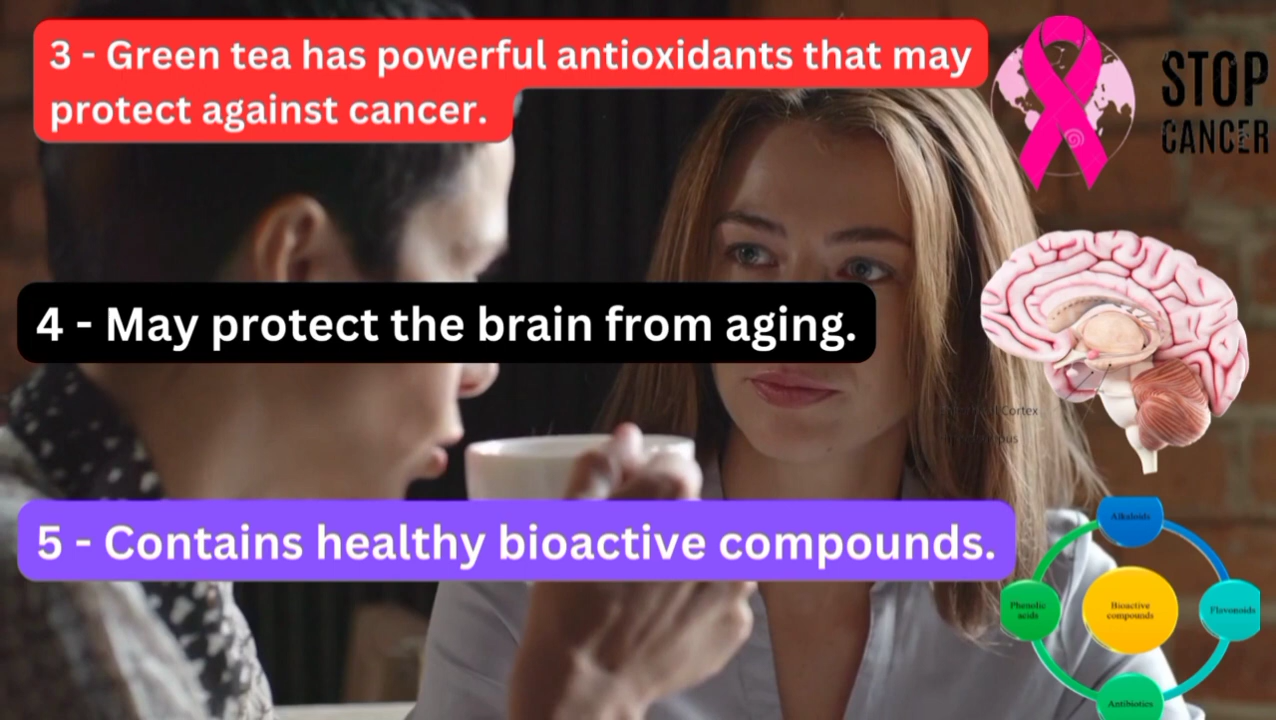 3 - Green tea has powerful antioxidants that may
protect against cancer.
STOP
CANCER
4 - May protect the brain from aging.
Cortex
5 - Contains healthy bioactive compounds.
Alkaloids
Phenolic
acids
Bioactive
compounds
Flavonoids
Antibiotics